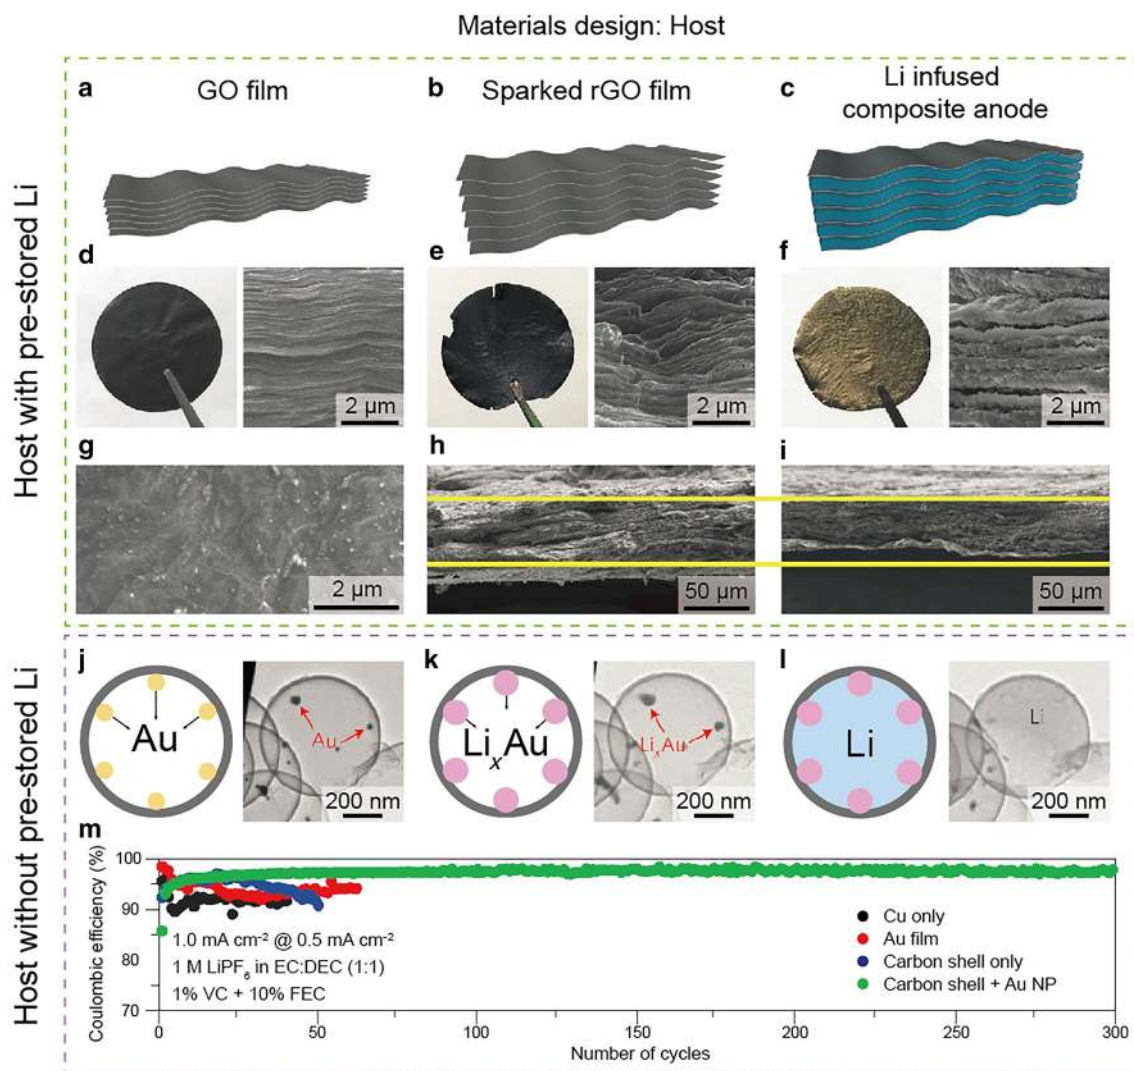 Materials design: Host
Host with pre-stored Li
a
GO film
b
Sparked rGO film
c
Li infused
composite anode
d
2 μm
e
2 μm
f
2 μm
g
2 μm
h
50 μm
i
50 μm
Host without pre-stored Li
j
Au
Au
200 nm
k
LiₓAu
LiₓAu
200 nm
l
Li
Li
200 nm
m
Coulombic efficiency (%)
100
90
80
70
1.0 mA cm⁻² @ 0.5 mA cm⁻²
1 M LiPF₆ in EC:DEC (1:1)
1% VC + 10% FEC
Cu only
Au film
Carbon shell only
Carbon shell + Au NP
0 50 100 150 200 250 300
Number of cycles